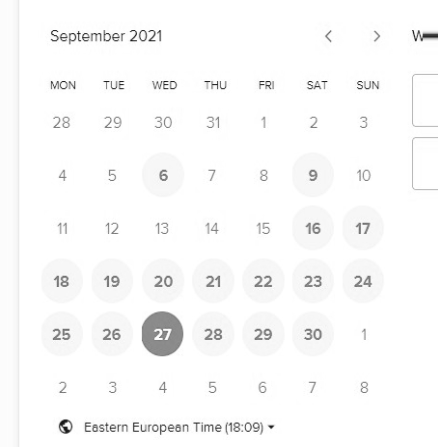 September 2021
MON TUE WED THU FRI SAT SUN
28 29 30 31 1 2 3
4 5 6 7 8 9 10
11 12 13 14 15 16 17
18 19 20 21 22 23 24
25 26 27 28 29 30 1
2 3 4 5 6 7 8
Eastern European Time (18:09)